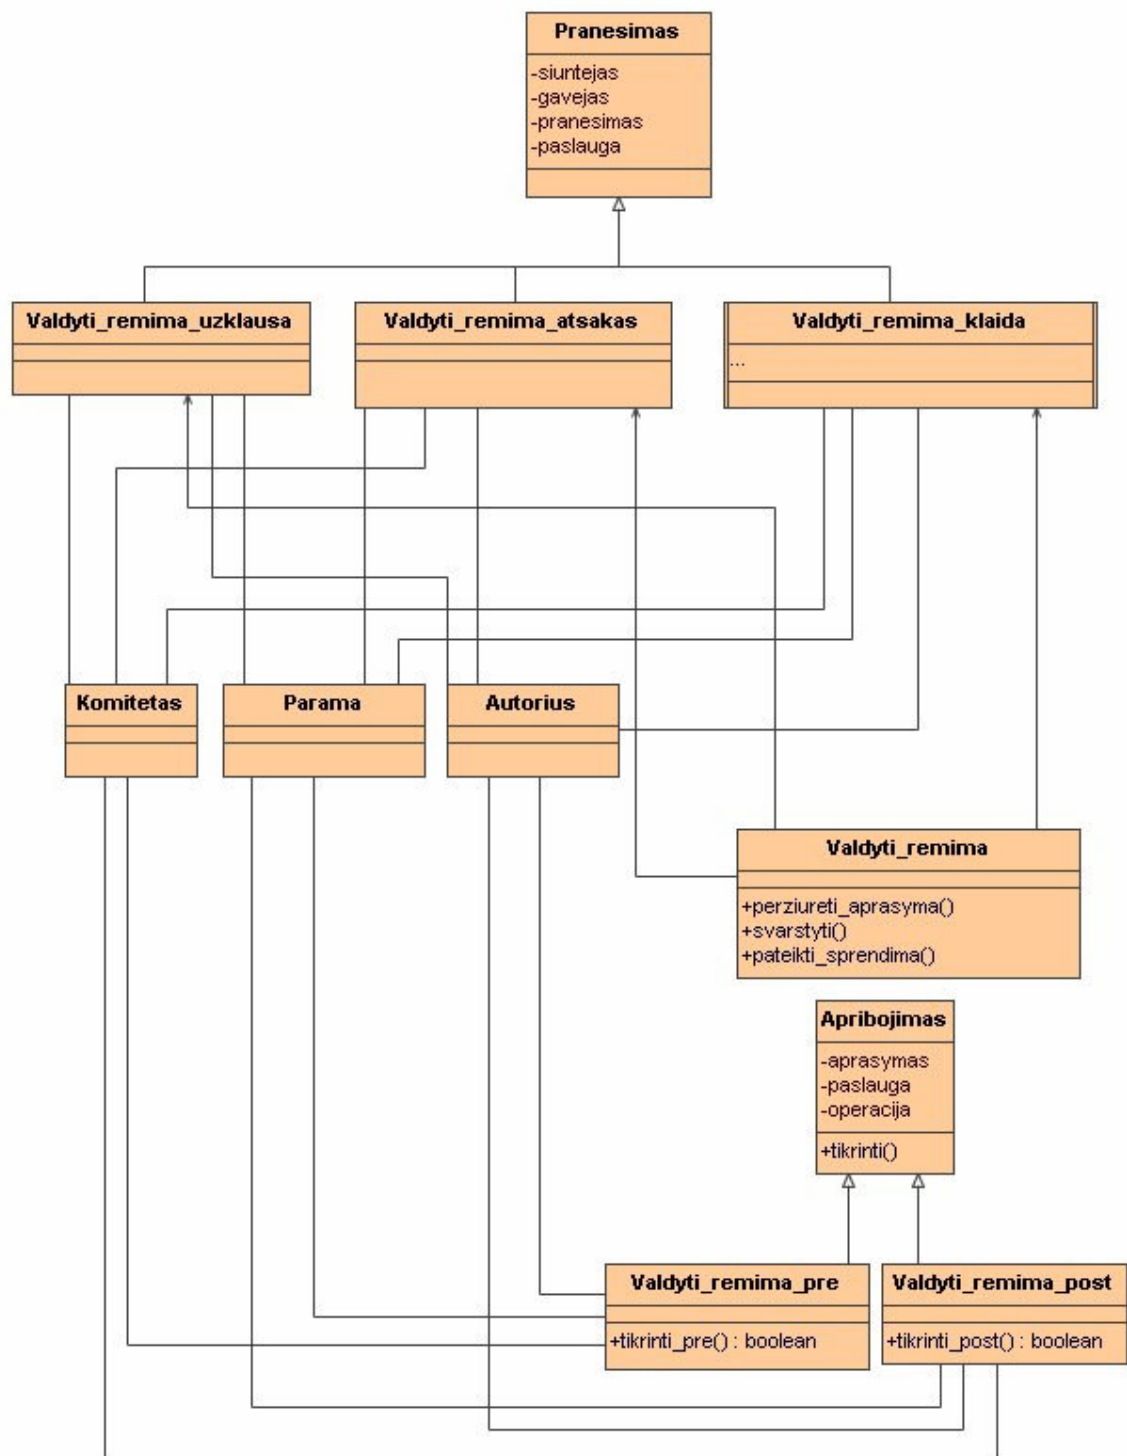 Pranesimas
-siuntejas
-gavejas
-pranesimas
-paslauga
Valdyti_remima_uzklausa
Valdyti_remima_atsakas
Valdyti_remima_klaida
...
Komitetas
Parama
Autorius
Valdyti_remima
+perziureti_aprasyma()
+svarstyti()
+pateikti_sprendima()
Apribojimas
-aprasymas
-paslauga
-operacija
+tikrinti()
Valdyti_remima_pre
+tikrinti_pre() : boolean
Valdyti_remima_post
+tikrinti_post() : boolean